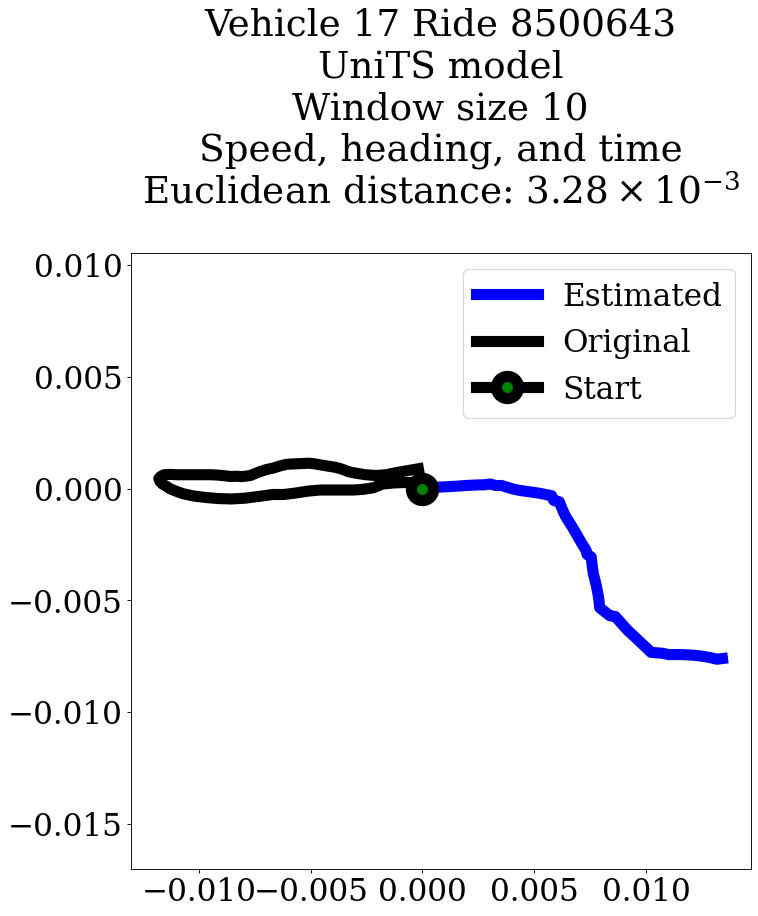 Vehicle 17 Ride 8500643
UniTS model
Window size 10
Speed, heading, and time
Euclidean distance: 3.28 × 10⁻³
0.010
0.005
0.000
−0.005
−0.010
−0.015
Estimated
Original
Start
−0.010−0.005 0.000 0.005 0.010